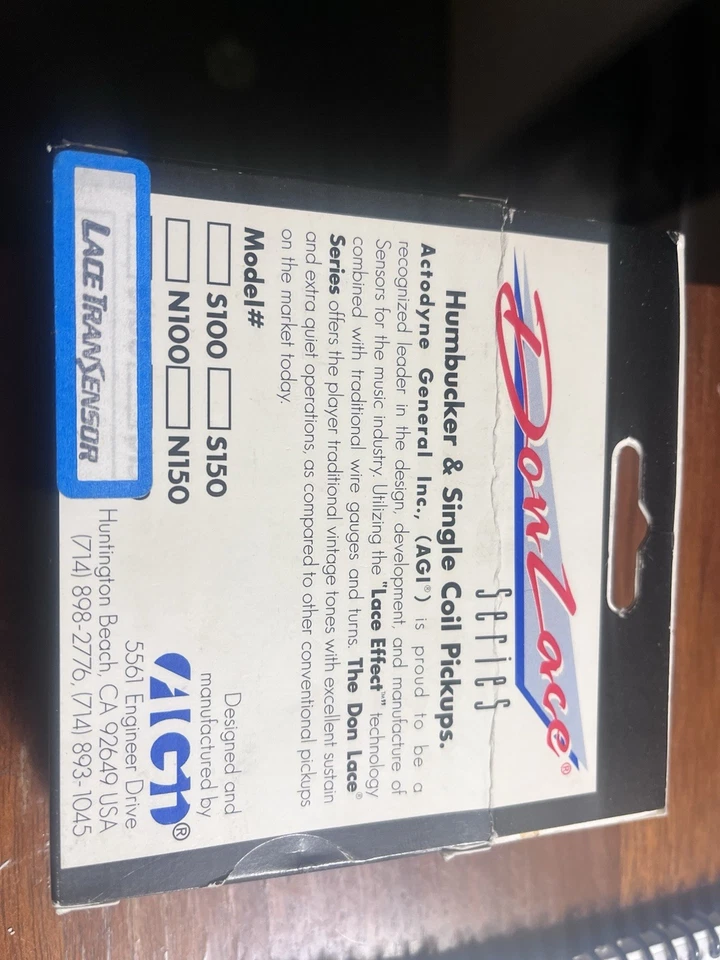 Don Lace®
series
Humbucker & Single Coil Pickups.
Actodyne General Inc., (AGI®) is proud to be a
recognized leader in the design, development, and manufacture of
Sensors for the music industry. Utilizing the "Lace Effect™" technology
combined with traditional wire gauges and turns. The Don Lace®
Series offers the player traditional vintage tones with excellent sustain
and extra quiet operations, as compared to other conventional pickups
on the market today.
Model#
S100 S150
N100 N150
LACE TRANSENSOR
Designed and
manufactured by
AGI®
5561 Engineer Drive
Huntington Beach, CA 92649 USA
(714) 898-2776, (714) 893-1045